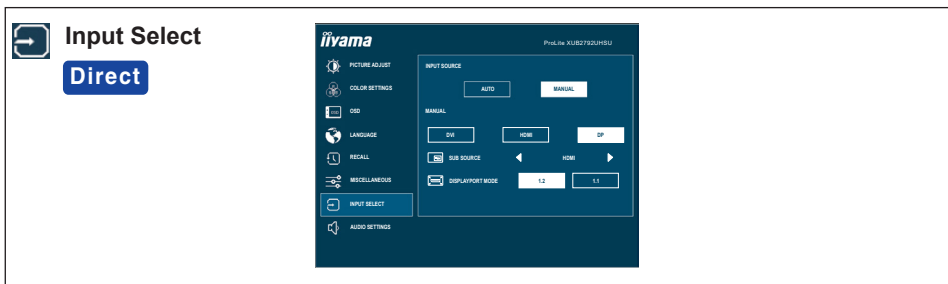 Input Select
Direct
iiyama
ProLite XUB2792UHSU
PICTURE ADJUST
COLOR SETTINGS
OSD
OSD
LANGUAGE
RECALL
MISCELLANEOUS
INPUT SELECT
AUDIO SETTINGS
INPUT SOURCE
AUTO MANUAL
MANUAL
DVI HDMI DP
SUB SOURCE HDMI
DISPLAYPORT MODE 1.2 1.1